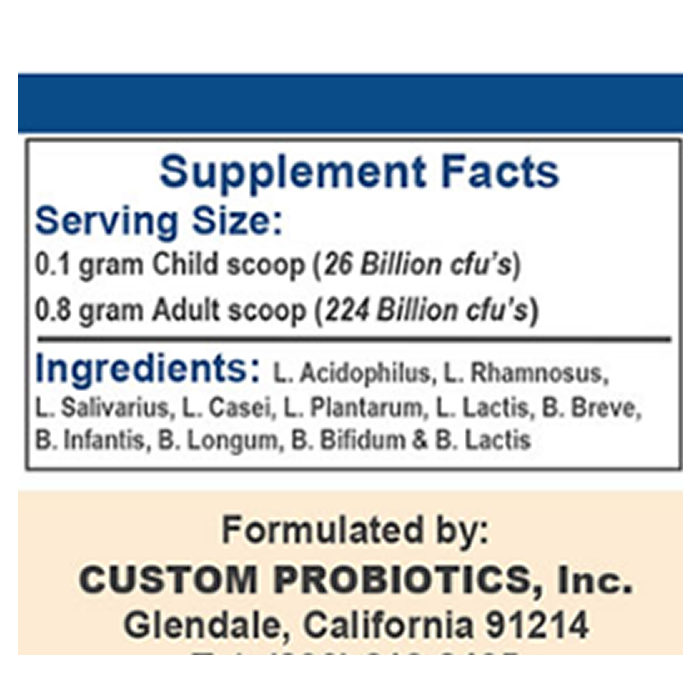 Supplement Facts
Serving Size:
0.1 gram Child scoop (26 Billion cfu's)
0.8 gram Adult scoop (224 Billion cfu's)
Ingredients: L. Acidophilus, L. Rhamnosus,
L. Salivarius, L. Casei, L. Plantarum, L. Lactis, B. Breve,
B. Infantis, B. Longum, B. Bifidum & B. Lactis
Formulated by:
CUSTOM PROBIOTICS, Inc.
Glendale, California 91214